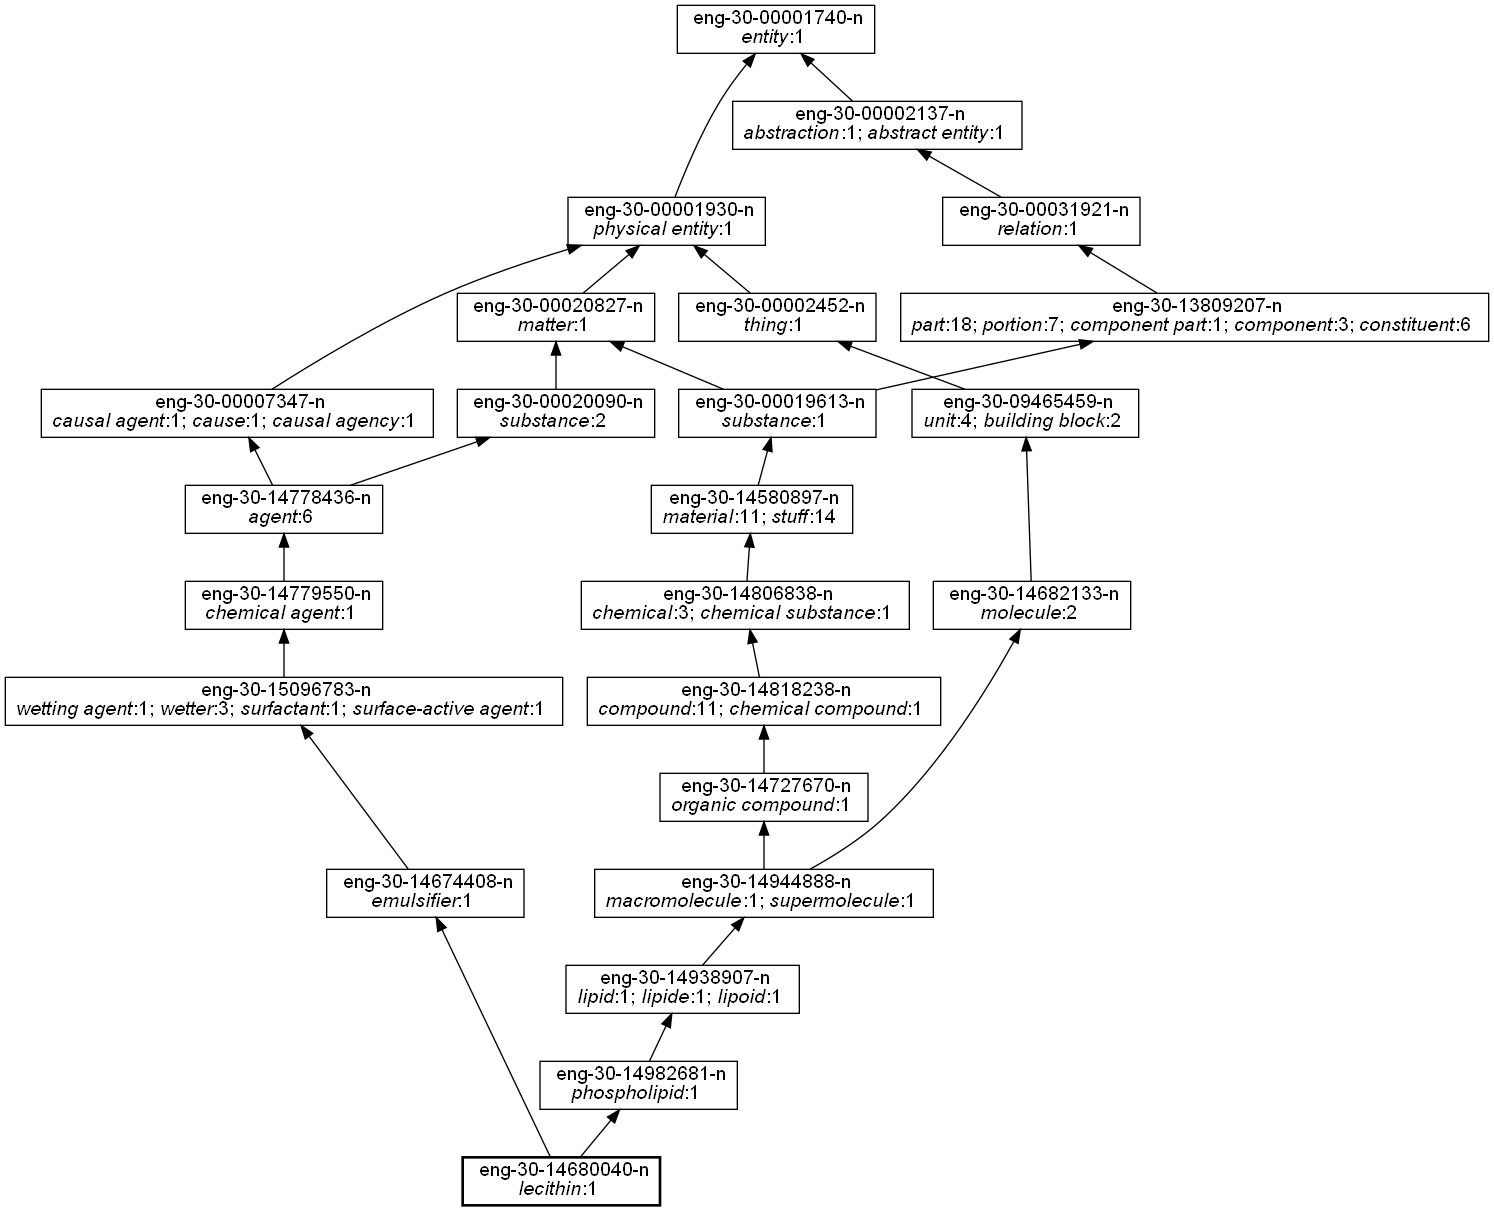 eng-30-00001740-n
entity:1
eng-30-00002137-n
abstraction:1; abstract entity:1
eng-30-00001930-n
physical entity:1
eng-30-00031921-n
relation:1
eng-30-00020827-n
matter:1
eng-30-00002452-n
thing:1
eng-30-13809207-n
part:18; portion:7; component part:1; component:3; constituent:6
eng-30-00007347-n
causal agent:1; cause:1; causal agency:1
eng-30-00020090-n
substance:2
eng-30-00019613-n
substance:1
eng-30-09465459-n
unit:4; building block:2
eng-30-14778436-n
agent:6
eng-30-14580897-n
material:11; stuff:14
eng-30-14779550-n
chemical agent:1
eng-30-14806838-n
chemical:3; chemical substance:1
eng-30-14682133-n
molecule:2
eng-30-15096783-n
wetting agent:1; wetter:3; surfactant:1; surface-active agent:1
eng-30-14818238-n
compound:11; chemical compound:1
eng-30-14727670-n
organic compound:1
eng-30-14674408-n
emulsifier:1
eng-30-14944888-n
macromolecule:1; supermolecule:1
eng-30-14938907-n
lipid:1; lipide:1; lipoid:1
eng-30-14982681-n
phospholipid:1
eng-30-14680040-n
lecithin:1